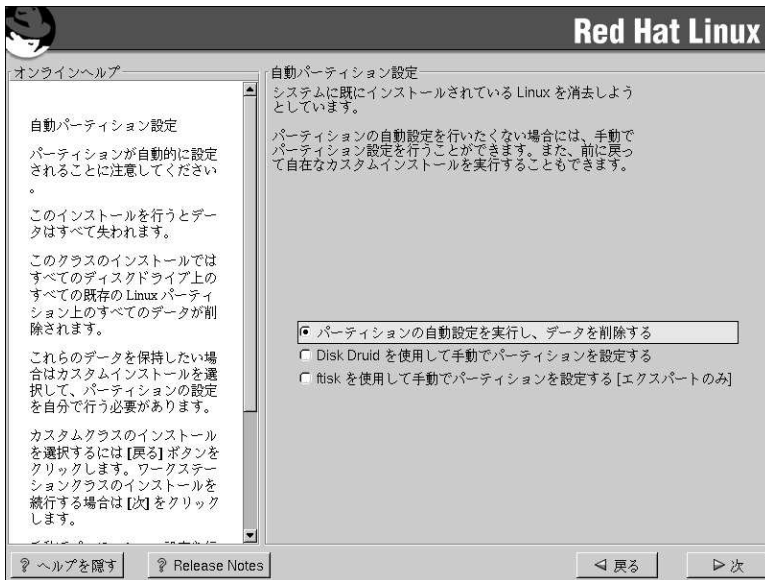 Red Hat Linux
オンラインヘルプ
自動パーティション設定
パーティションが自動的に設定
されることに注意してください
。
このインストールを行うとデー
タはすべて失われます。
このクラスのインストールでは
すべてのディスクドライブ上の
すべての既存の Linux パーティ
ション上のすべてのデータが削
除されます。
これらのデータを保持したい場
合はカスタムインストールを選
択して、パーティションの設定
を自分で行う必要があります。
カスタムクラスのインストール
を選択するには [戻る] ボタンを
クリックします。ワークステー
ションクラスのインストールを
続行する場合は [次] をクリック
します。
自動パーティション設定
システムに既にインストールされている Linux を消去しよう
としています。
パーティションの自動設定を行いたくない場合には、手動で
パーティション設定を行うことができます。また、前に戻っ
て自在なカスタムインストールを実行することもできます。
パーティションの自動設定を実行し、データを削除する
Disk Druid を使用して手動でパーティションを設定する
fdisk を使用して手動でパーティションを設定する [エクスパートのみ]
? ヘルプを隠す
? Release Notes
戻る
次